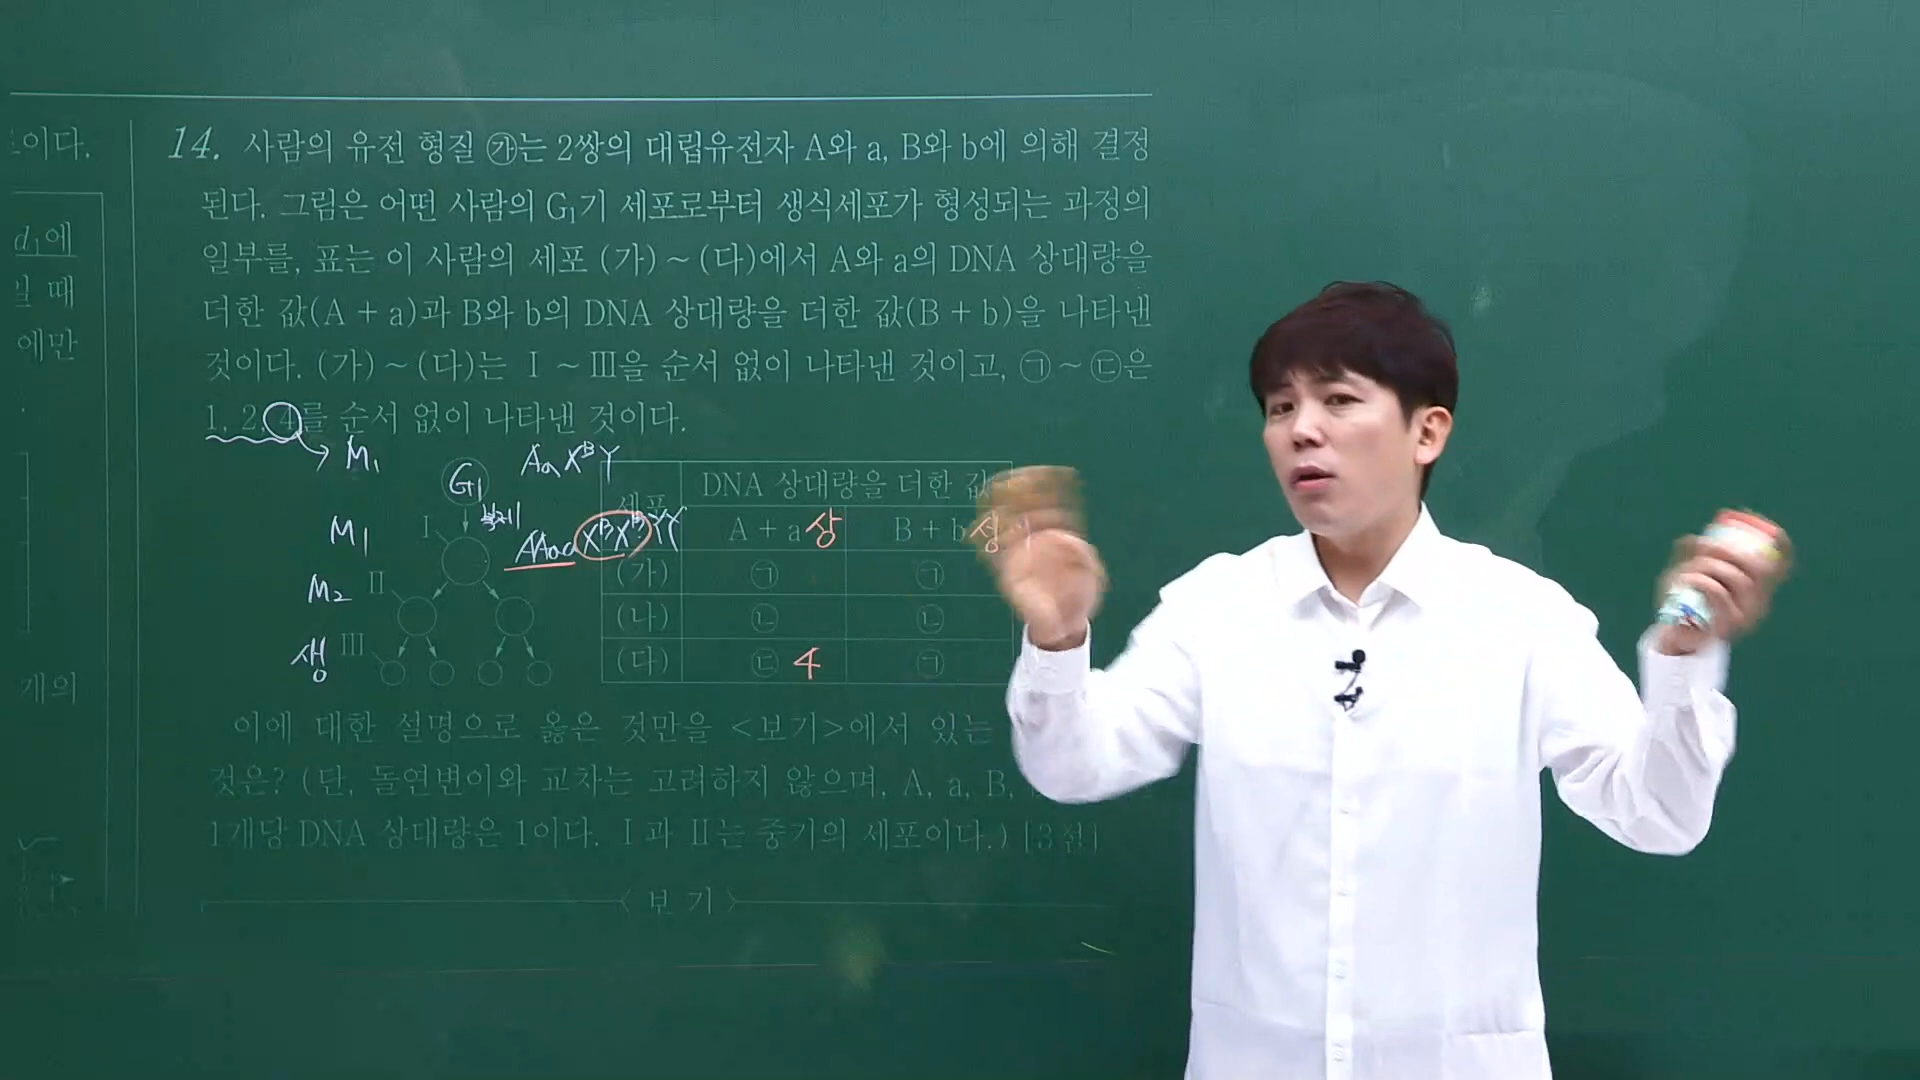 이다.
d₁에
때
에만
개의
14. 사람의 유전 형질 ㉮는 2쌍의 대립유전자 A와 a, B와 b에 의해 결정
된다. 그림은 어떤 사람의 G₁기 세포로부터 생식세포가 형성되는 과정의
일부를, 표는 이 사람의 세포 (가) ~ (다)에서 A와 a의 DNA 상대량을
더한 값(A + a)과 B와 b의 DNA 상대량을 더한 값(B + b)을 나타낸
것이다. (가) ~ (다)는 Ⅰ ~ Ⅲ을 순서 없이 나타낸 것이고, ㉠ ~ ㉢은
1, 2, 4를 순서 없이 나타낸 것이다.
M₁
G₁
복제
Aa XᴮY
M₁ Ⅰ
AAaa XᴮXᴮYY
M₂ Ⅱ
생 Ⅲ
세포 DNA 상대량을 더한 값
A + a 상 B + b 성
(가) ㉠ ㉠
(나) ㉡ ㉡
(다) ㉢ 4 ㉠
이에 대한 설명으로 옳은 것만을 <보기>에서 있는
것은? (단, 돌연변이와 교차는 고려하지 않으며, A, a, B,
1개당 DNA 상대량은 1이다. Ⅰ과 Ⅱ는 중기의 세포이다.) [3점]
< 보 기 >